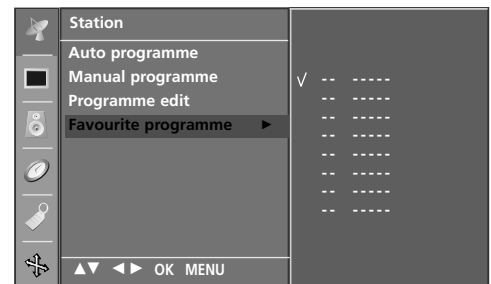 Station
Auto programme
Manual programme
Programme edit
Favourite programme ►
√ -- -----
-- -----
-- -----
-- -----
-- -----
-- -----
-- -----
-- -----
▲▼ ◄► OK MENU